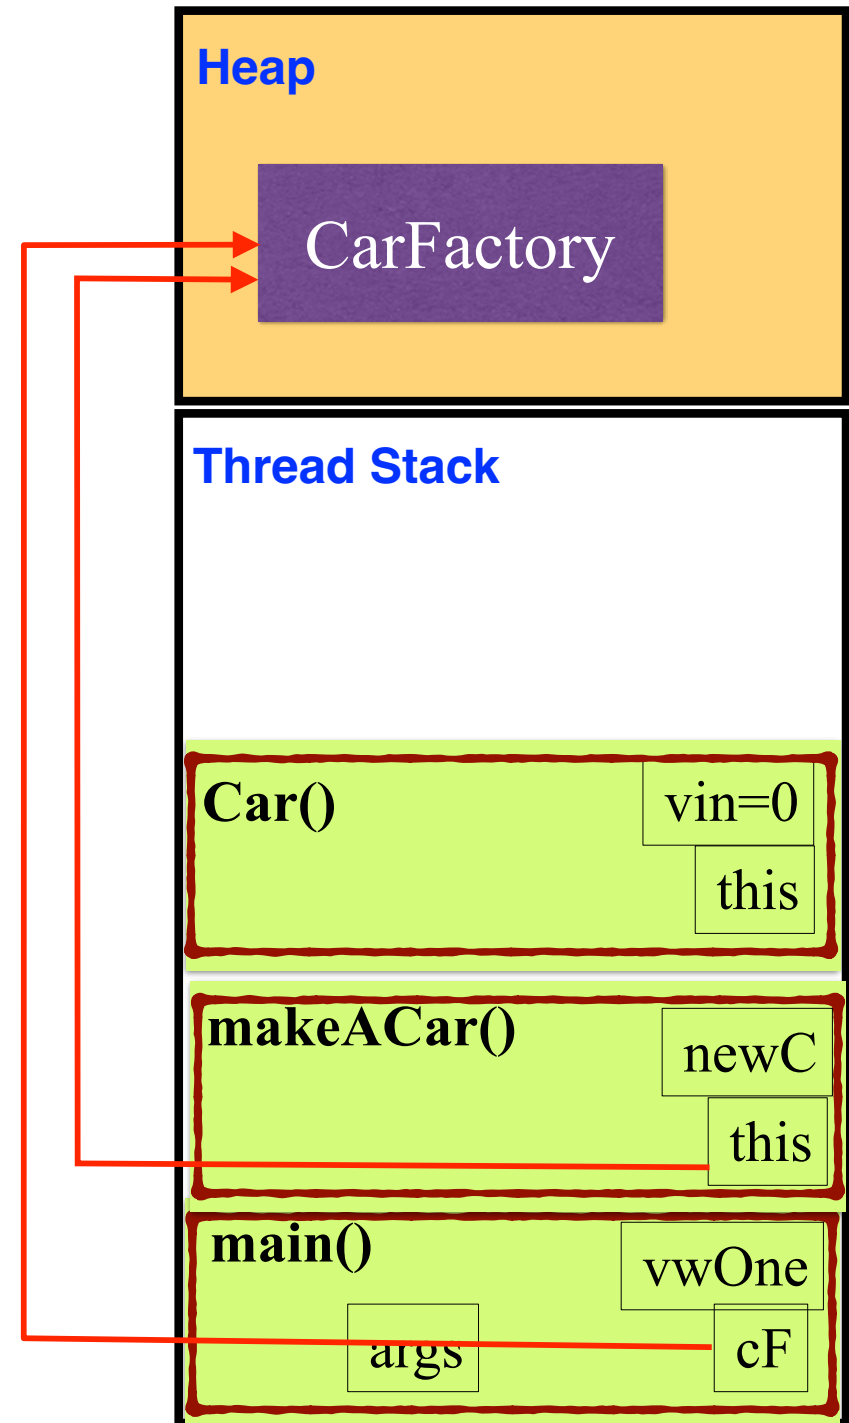 Heap
CarFactory
Thread Stack
Car()
vin=0
this
makeACar()
newC
this
main()
vwOne
args
cF